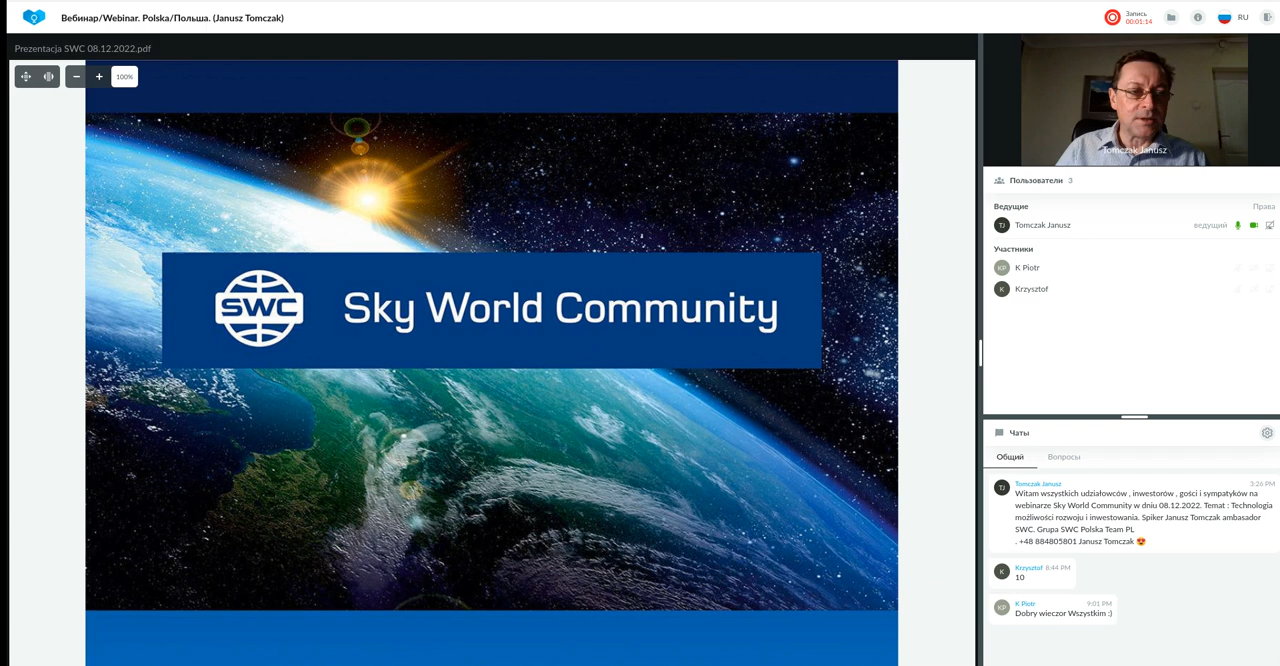 Вебинар/Webinar. Polska/Польша. (Janusz Tomczak)
Запись
00:01:14
RU
Prezentacja SWC 08.12.2022.pdf
100%
SWC Sky World Community
Tomczak Janusz
Пользователи 3
Ведущие Права
TJ Tomczak Janusz ведущий
Участники
KP K Piotr
K Krzysztof
Чаты
Общий Вопросы
TJ Tomczak Janusz 3:26 PM
Witam wszystkich udziałowców , inwestorów , gości i sympatyków na
webinarze Sky World Community w dniu 08.12.2022. Temat : Technologia
możliwości rozwoju i inwestowania. Spiker Janusz Tomczak ambasador
SWC. Grupa SWC Polska Team PL
. +48 884805801 Janusz Tomczak 😍
K Krzysztof 8:44 PM
10
KP K Piotr 9:01 PM
Dobry wieczor Wszystkim :)